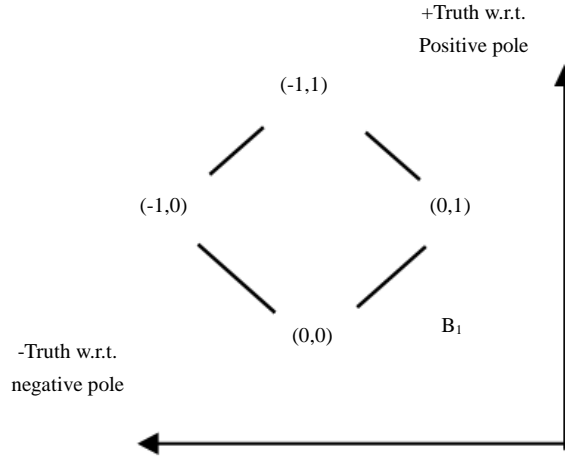 +Truth w.r.t.
Positive pole
(-1,1)
(-1,0)
(0,1)
(0,0)
B₁
-Truth w.r.t.
negative pole